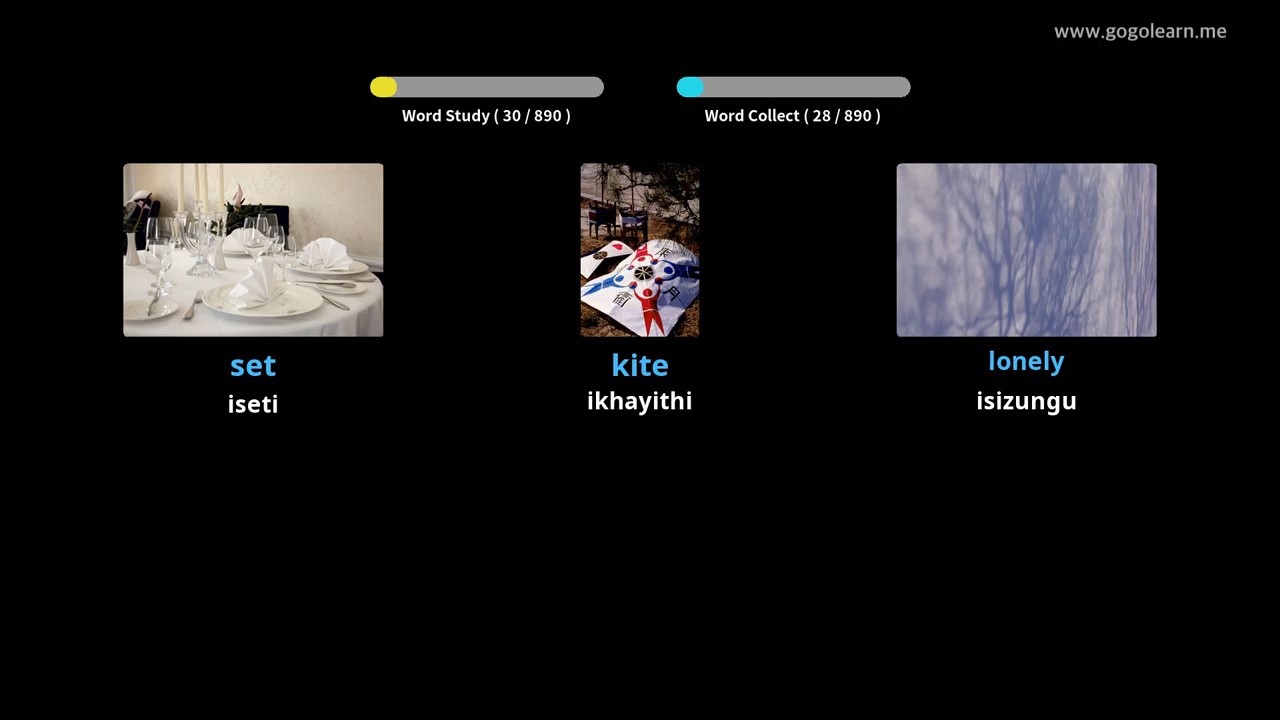 www.gogolearn.me
Word Study ( 30 / 890 )
Word Collect ( 28 / 890 )
set
kite
lonely
iseti
ikhayithi
isizungu